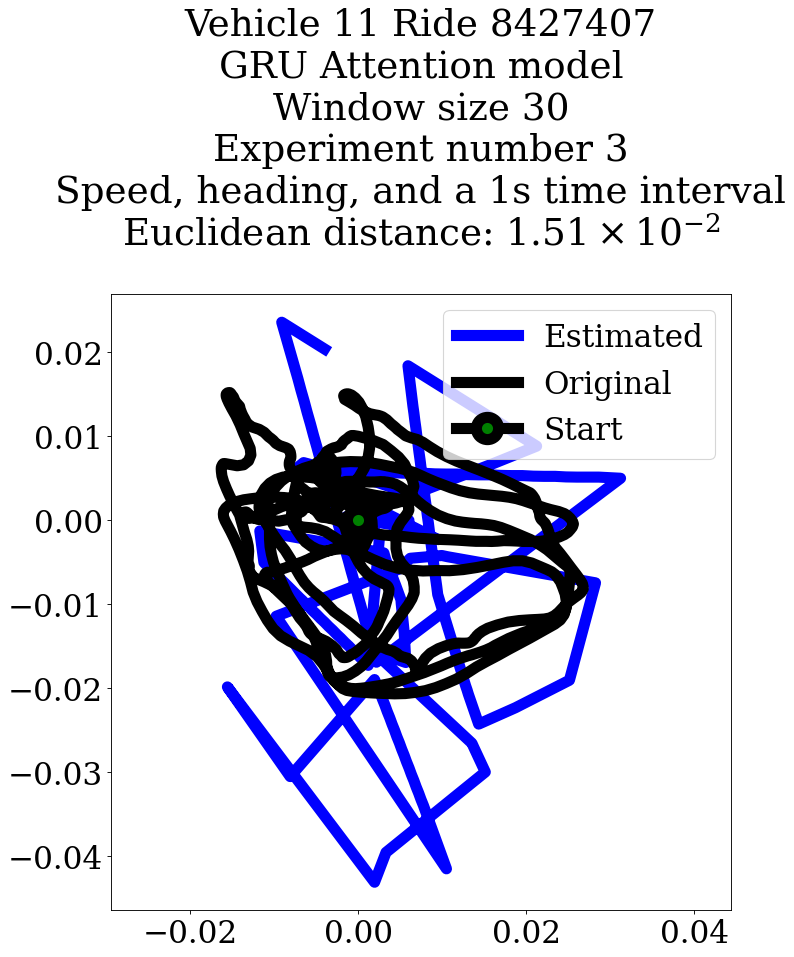 Vehicle 11 Ride 8427407
GRU Attention model
Window size 30
Experiment number 3
Speed, heading, and a 1s time interval
Euclidean distance: 1.51 × 10⁻²
Estimated
Original
Start
0.02
0.01
0.00
−0.01
−0.02
−0.03
−0.04
−0.02
0.00
0.02
0.04